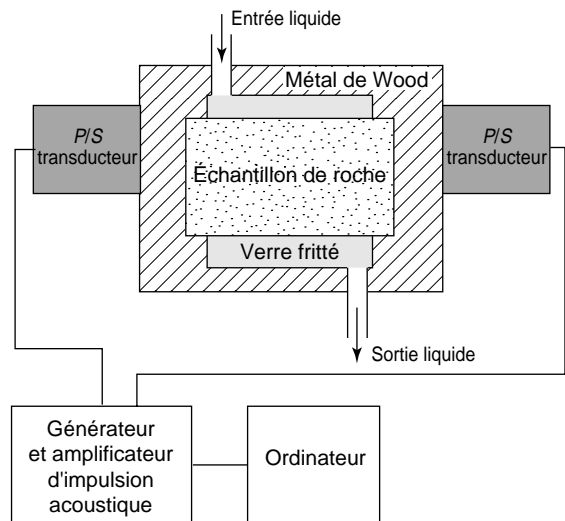 Entrée liquide
Métal de Wood
P/S
transducteur
P/S
transducteur
Échantillon de roche
Verre fritté
Sortie liquide
Générateur
et amplificateur
d'impulsion
acoustique
Ordinateur